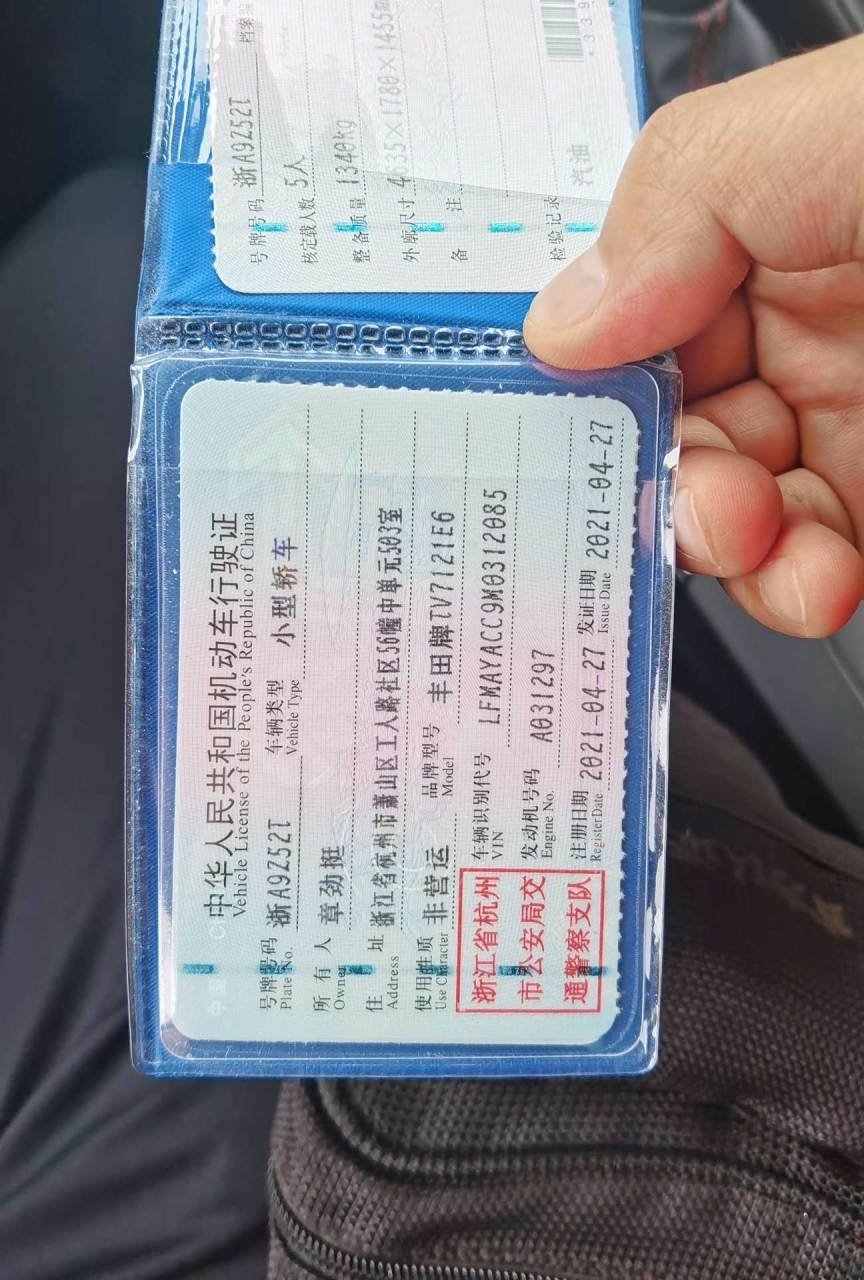 中华人民共和国机动车行驶证
Vehicle License of the People's Republic of China
号牌号码 浙A9Z52T 车辆类型 小型轿车
Plate No. Vehicle Type
所有人 章劲挺
Owner
住址 浙江省杭州市萧山区工人路社区56幢中单元503室
Address
使用性质 非营运 品牌型号 丰田牌TV7121E6
Use Character Model
浙江省杭州
市公安局交
通警察支队
车辆识别代号 LFMAYACC9M0312085
VIN
发动机号码 A031297
Engine No.
注册日期 2021-04-27 发证日期 2021-04-27
Register Date Issue Date
号牌号码 浙A9Z52T 档案编
核定载人数 5人
整备质量 1340kg
外廓尺寸 4635×1780×1455m
备注
检验记录 汽油
*339